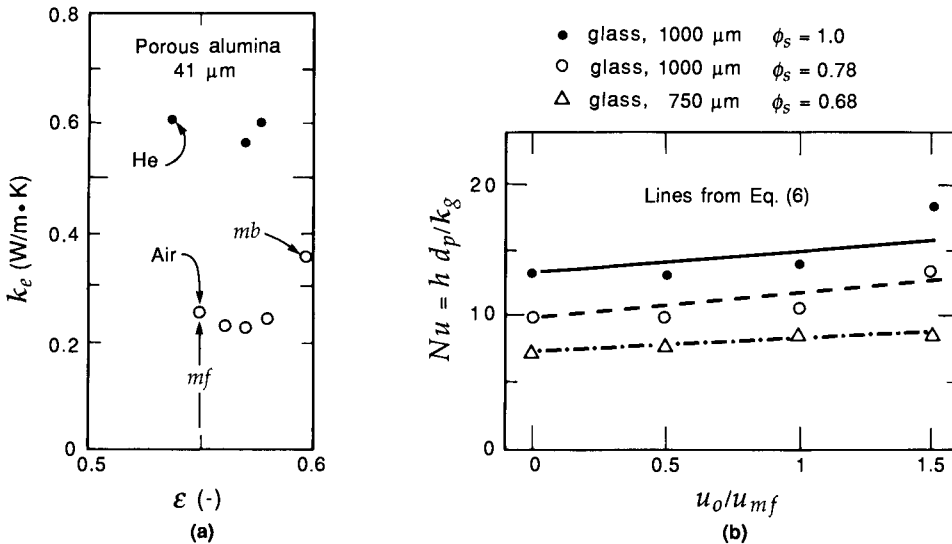 Porous alumina
41 μm
He
Air
mb
mf
0.8
0.6
0.4
0.2
0
0.5
0.6
k_e (W/m•K)
ε (-)
(a)
● glass, 1000 μm ϕ_s = 1.0
○ glass, 1000 μm ϕ_s = 0.78
△ glass, 750 μm ϕ_s = 0.68
Lines from Eq. (6)
20
10
0
0
0.5
1
1.5
Nu = h d_p/k_g
u_o/u_mf
(b)